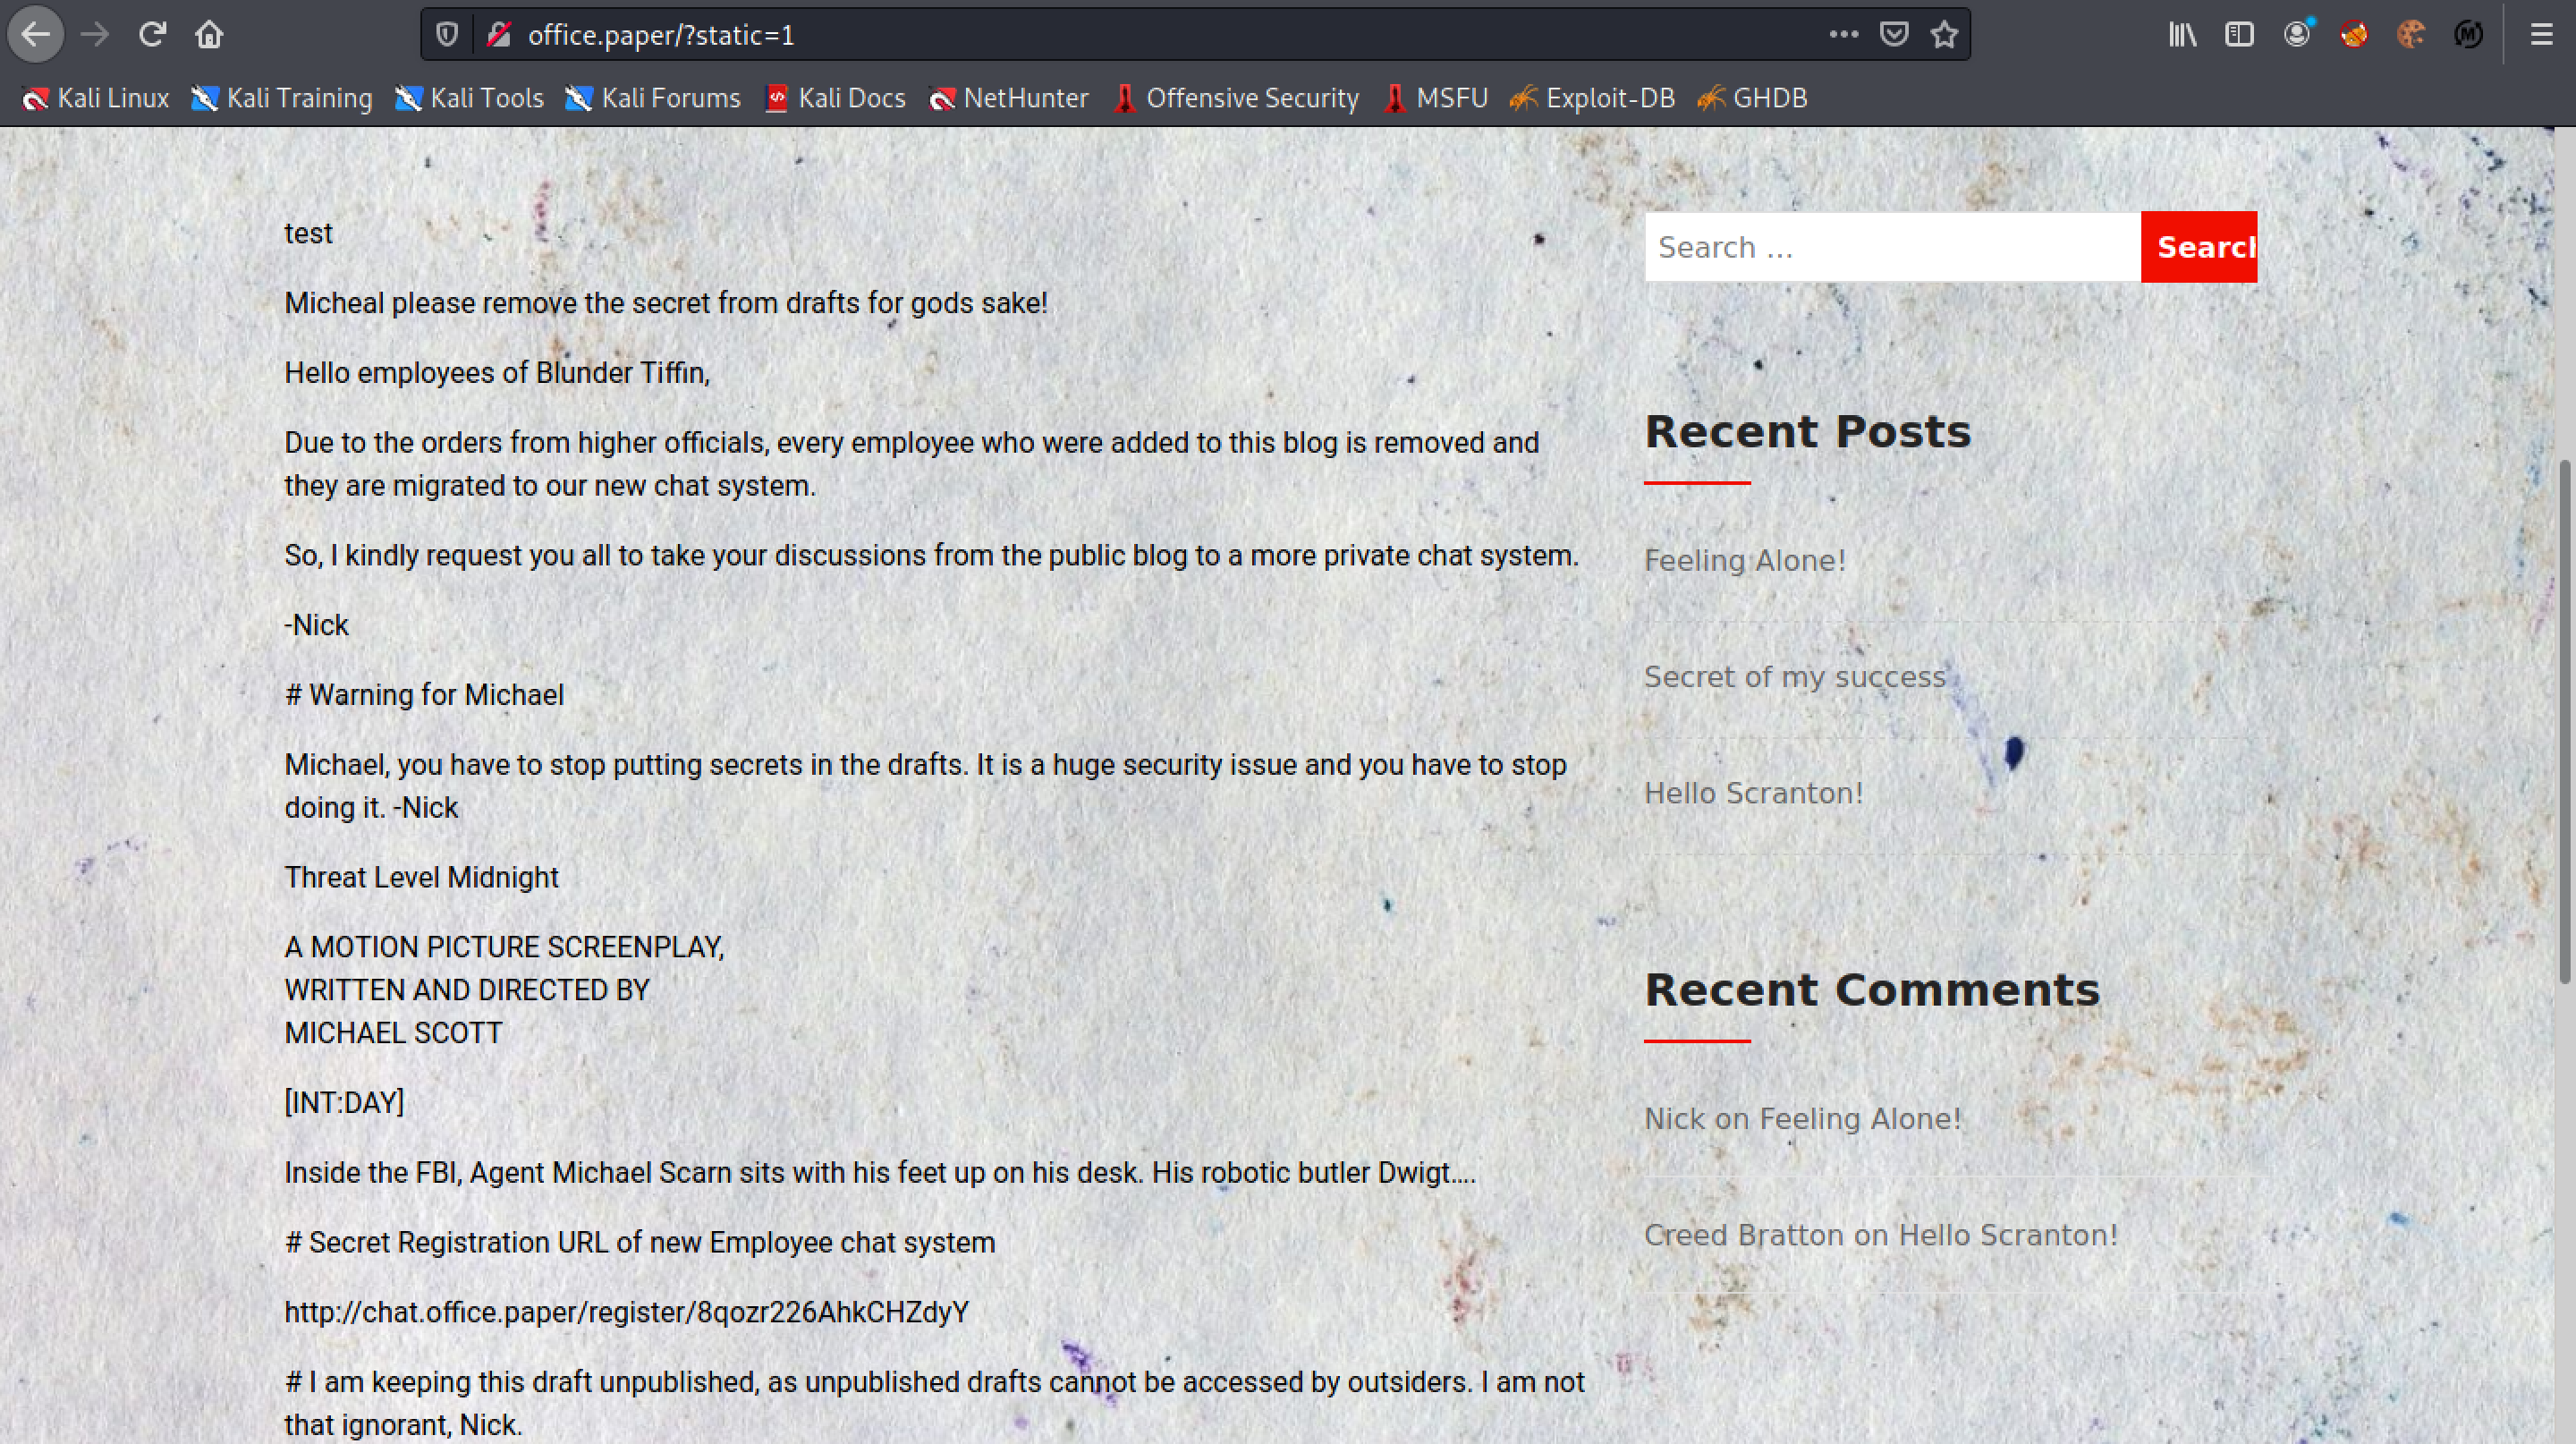 office.paper/?static=1
Kali Linux Kali Training Kali Tools Kali Forums Kali Docs NetHunter Offensive Security MSFU Exploit-DB GHDB
test
Micheal please remove the secret from drafts for gods sake!
Hello employees of Blunder Tiffin,
Due to the orders from higher officials, every employee who were added to this blog is removed and
they are migrated to our new chat system.
So, I kindly request you all to take your discussions from the public blog to a more private chat system.
-Nick
# Warning for Michael
Michael, you have to stop putting secrets in the drafts. It is a huge security issue and you have to stop
doing it. -Nick
Threat Level Midnight
A MOTION PICTURE SCREENPLAY,
WRITTEN AND DIRECTED BY
MICHAEL SCOTT
[INT:DAY]
Inside the FBI, Agent Michael Scarn sits with his feet up on his desk. His robotic butler Dwigt….
# Secret Registration URL of new Employee chat system
http://chat.office.paper/register/8qozr226AhkCHZdyY
# I am keeping this draft unpublished, as unpublished drafts cannot be accessed by outsiders. I am not
that ignorant, Nick.
Search ...
Search
Recent Posts
Feeling Alone!
Secret of my success
Hello Scranton!
Recent Comments
Nick on Feeling Alone!
Creed Bratton on Hello Scranton!